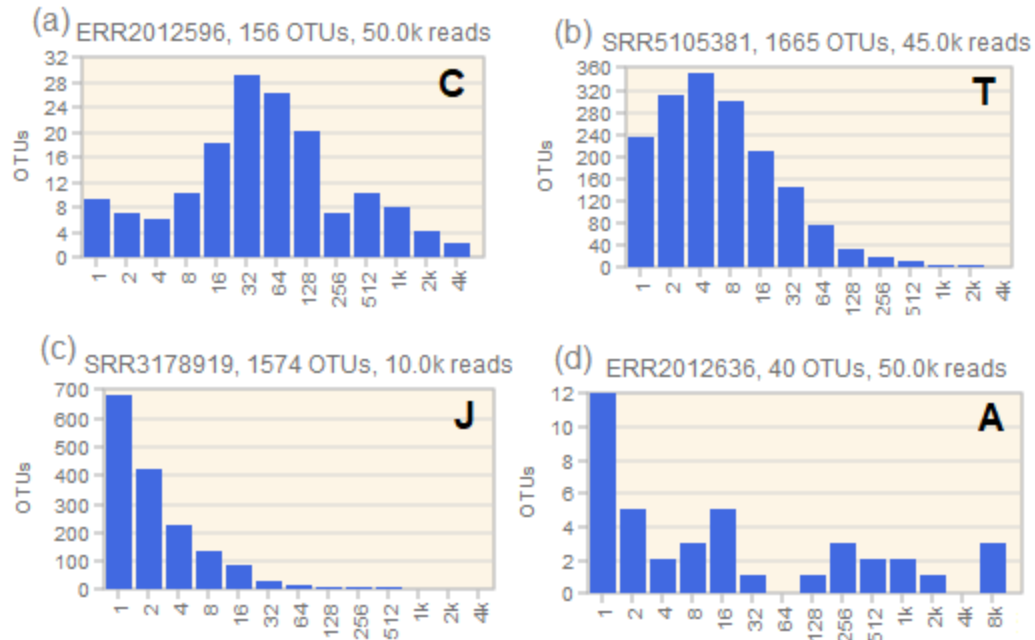 (a) ERR2012596, 156 OTUs, 50.0k reads
C
OTUs
32
28
24
20
16
12
8
4
0
1 2 4 8 16 32 64 128 256 512 1k 2k 4k
(b) SRR5105381, 1665 OTUs, 45.0k reads
T
OTUs
360
320
280
240
200
160
120
80
40
0
1 2 4 8 16 32 64 128 256 512 1k 2k 4k
(c) SRR3178919, 1574 OTUs, 10.0k reads
J
OTUs
700
600
500
400
300
200
100
0
1 2 4 8 16 32 64 128 256 512 1k 2k 4k
(d) ERR2012636, 40 OTUs, 50.0k reads
A
OTUs
12
10
8
6
4
2
0
1 2 4 8 16 32 64 128 256 512 1k 2k 4k 8k